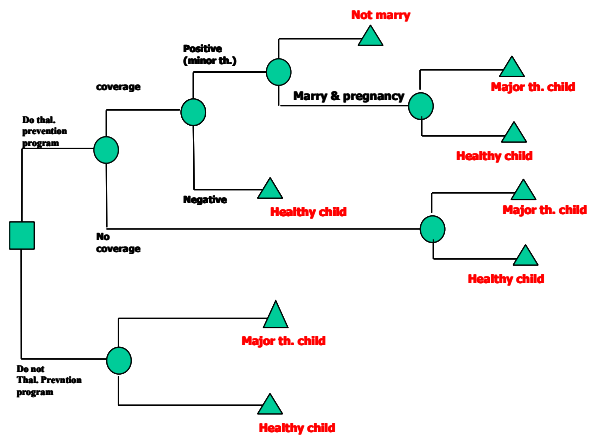 Not marry
Positive
(minor th.)
coverage
Marry & pregnancy
Major th. child
Do thal.
prevention
program
Healthy child
Negative
Healthy child
Major th. child
No
coverage
Healthy child
Major th. child
Do not
Thal. Prevntion
program
Healthy child